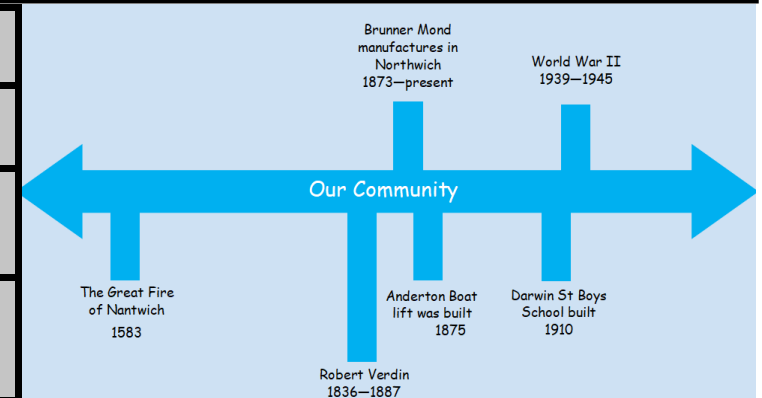 Brunner Mond
manufactures in
Northwich
1873—present
World War II
1939—1945
Our Community
The Great Fire
of Nantwich
1583
Anderton Boat
lift was built
1875
Darwin St Boys
School built
1910
Robert Verdin
1836—1887